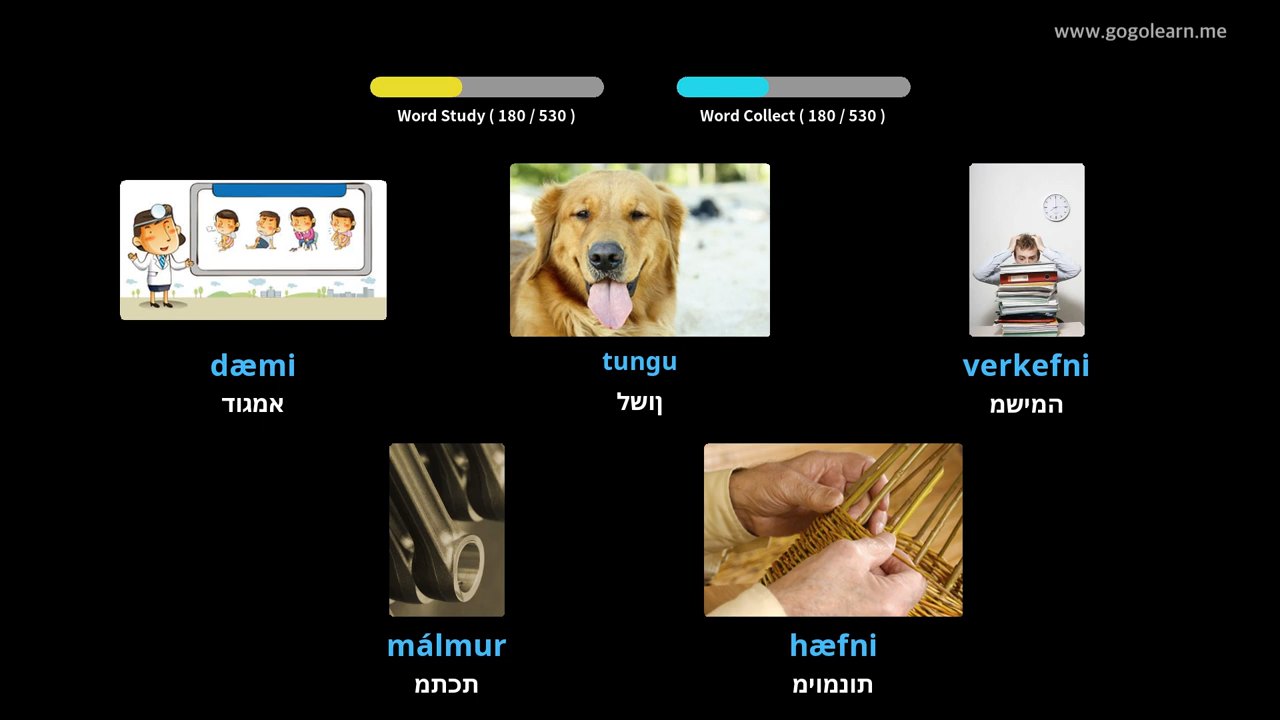 www.gogolearn.me
Word Study ( 180 / 530 )
Word Collect ( 180 / 530 )
dæmi
אמגוד
tungu
ןושל
verkefni
המישמ
málmur
תכתמ
hæfni
תונמוימ